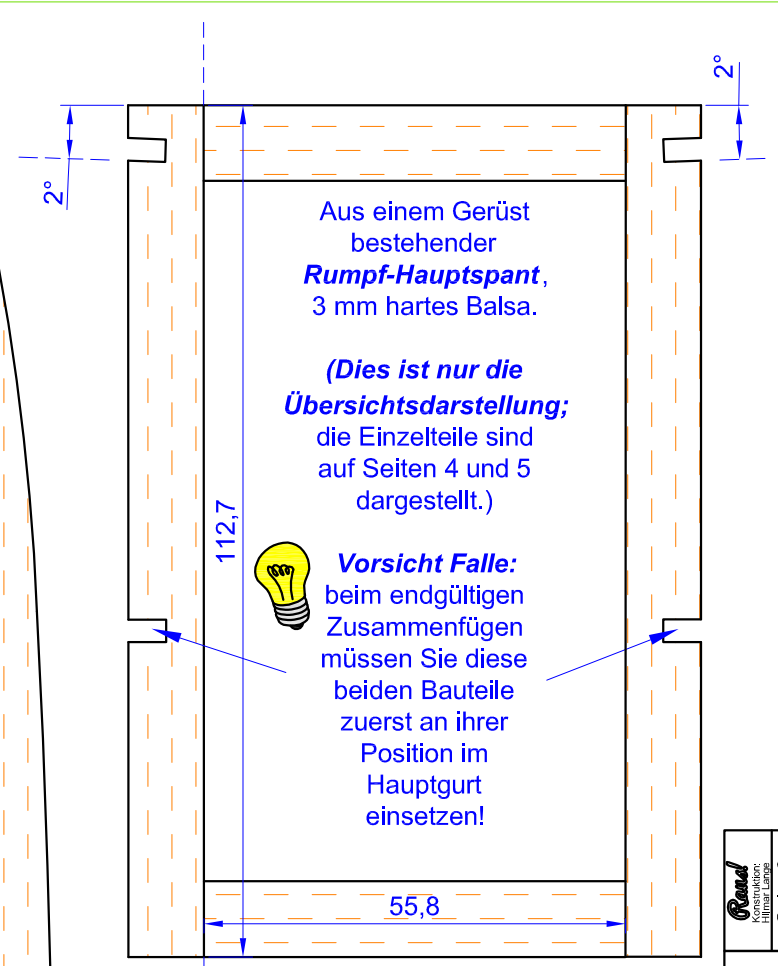 2°
2°
Aus einem Gerüst
bestehender
Rumpf-Hauptspant,
3 mm hartes Balsa.
(Dies ist nur die
Übersichtsdarstellung;
die Einzelteile sind
auf Seiten 4 und 5
dargestellt.)
112,7
Vorsicht Falle:
beim endgültigen
Zusammenfügen
müssen Sie diese
beiden Bauteile
zuerst an ihrer
Position im
Hauptgurt
einsetzen!
55,8
Konstruktion:
Hilmar Lange